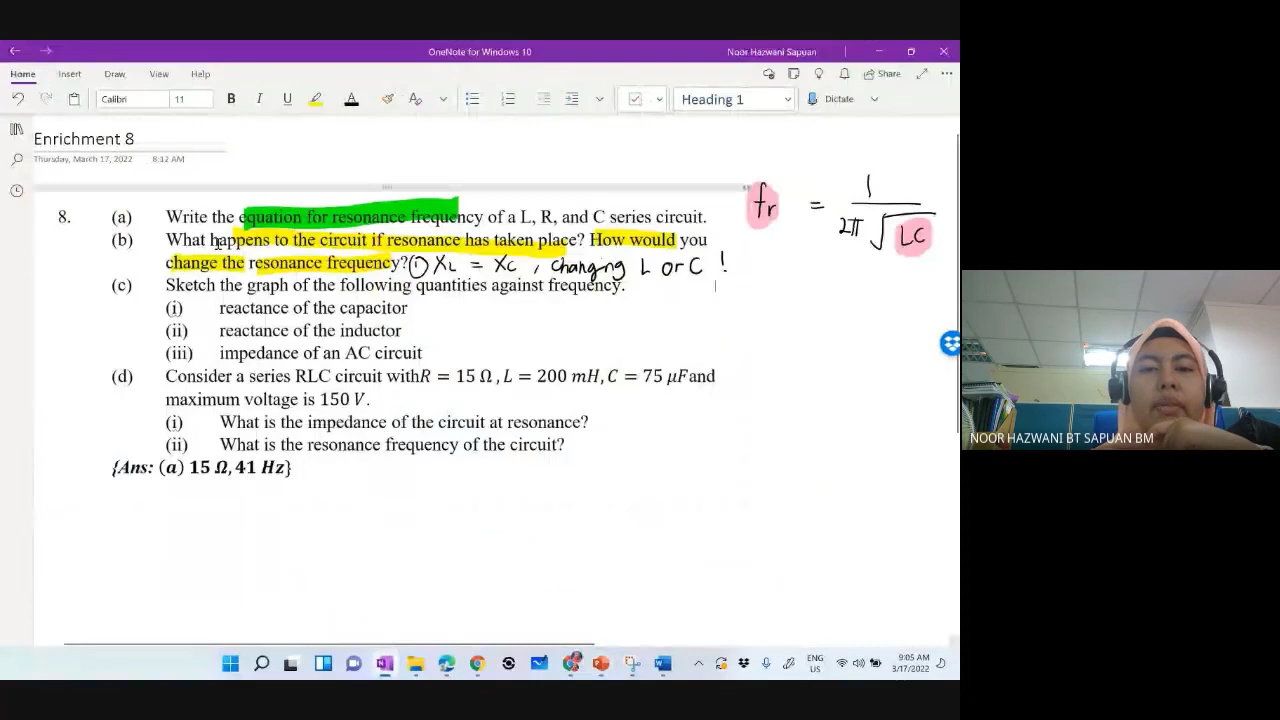 OneNote for Windows 10
Noor Hazwani Sapuan
Home Insert Draw View Help
Share
Calibri 11 B I U A Heading 1 Dictate
Enrichment 8
Thursday, March 17, 2022 8:12 AM
8. (a) Write the equation for resonance frequency of a L, R, and C series circuit.
(b) What happens to the circuit if resonance has taken place? How would you
change the resonance frequency? ① XL = XC , changing L or C !
(c) Sketch the graph of the following quantities against frequency.
(i) reactance of the capacitor
(ii) reactance of the inductor
(iii) impedance of an AC circuit
(d) Consider a series RLC circuit with R = 15 Ω , L = 200 mH, C = 75 μF and
maximum voltage is 150 V.
(i) What is the impedance of the circuit at resonance?
(ii) What is the resonance frequency of the circuit?
{Ans: (a) 15 Ω, 41 Hz}
fr = 1 / 2π √LC
NOOR HAZWANI BT SAPUAN BM
ENG
US
9:05 AM
3/17/2022